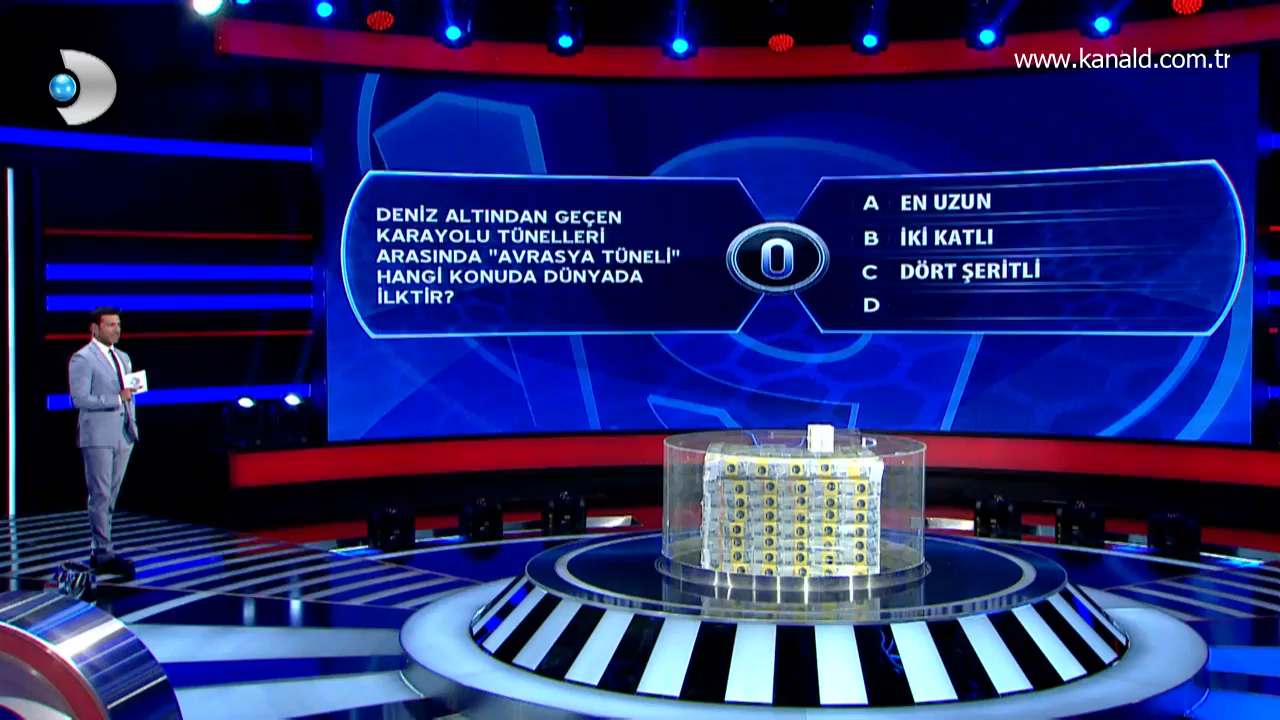 www.kanald.com.tr
DENİZ ALTINDAN GEÇEN
KARAYOLU TÜNELLERİ
ARASINDA "AVRASYA TÜNELİ"
HANGİ KONUDA DÜNYADA
İLKTİR?
0
A EN UZUN
B İKİ KATLI
C DÖRT ŞERİTLİ
D